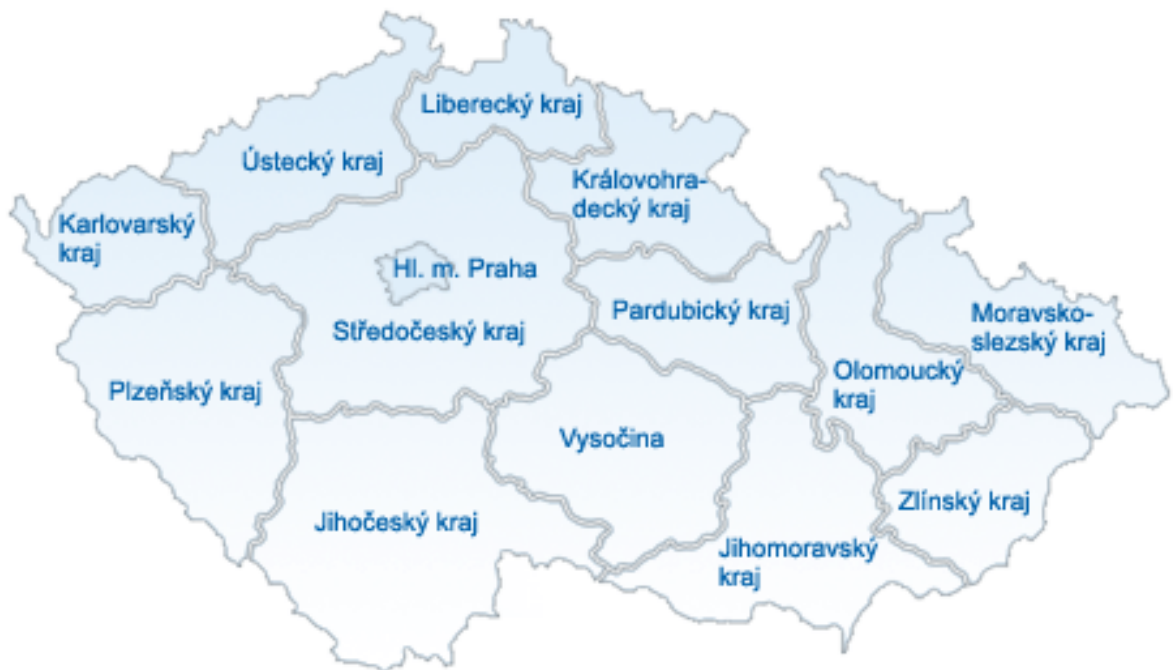 Liberecký kraj
Ústecký kraj
Královohra-
decký kraj
Karlovarský
kraj
Hl. m. Praha
Pardubický kraj
Moravsko-
slezský kraj
Středočeský kraj
Plzeňský kraj
Olomoucký
kraj
Vysočina
Zlínský kraj
Jihočeský kraj
Jihomoravský
kraj